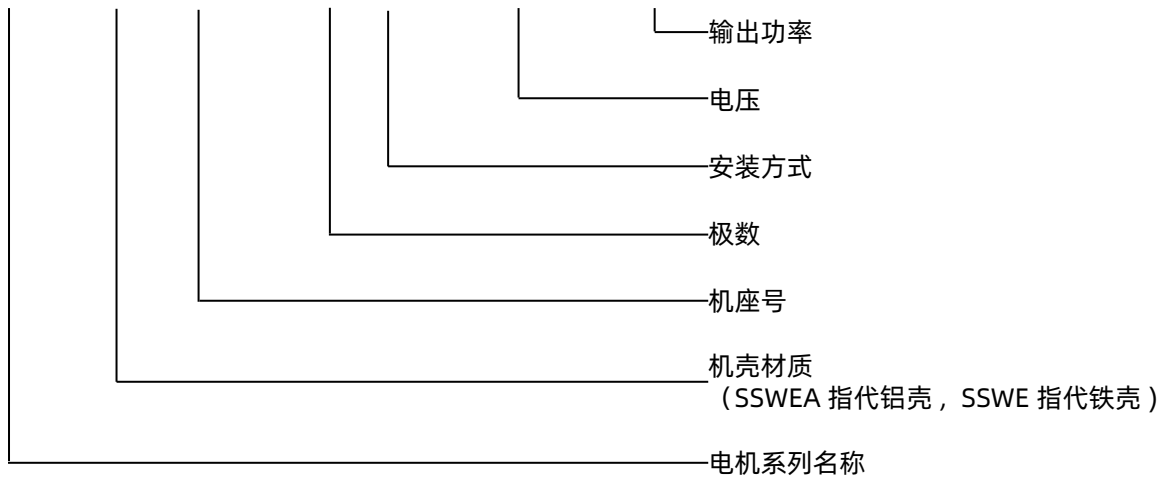 输出功率
电压
安装方式
极数
机座号
机壳材质
（SSWEA 指代铝壳，SSWE 指代铁壳）
电机系列名称